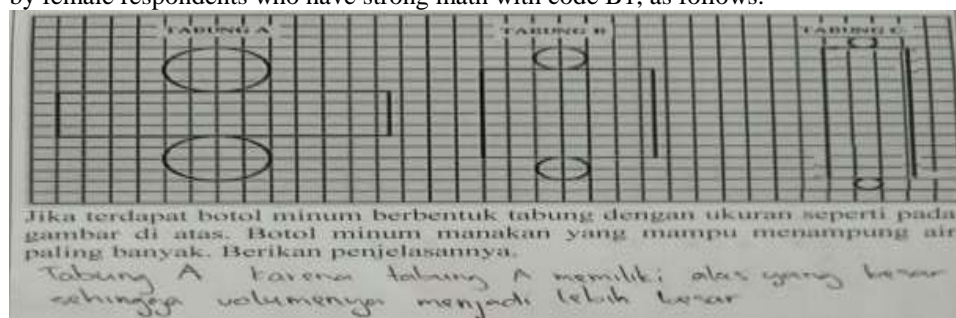 by female respondents who have strong math with code B1, as follows:
TABUNG A TABUNG B TABUNG C
Jika terdapat botol minum berbentuk tabung dengan ukuran seperti pada
gambar di atas. Botol minum manakan yang mampu menampung air
paling banyak. Berikan penjelasannya.
Tabung A karena tabung A memiliki alas yang besar
sehingga volumenya menjadi lebih besar